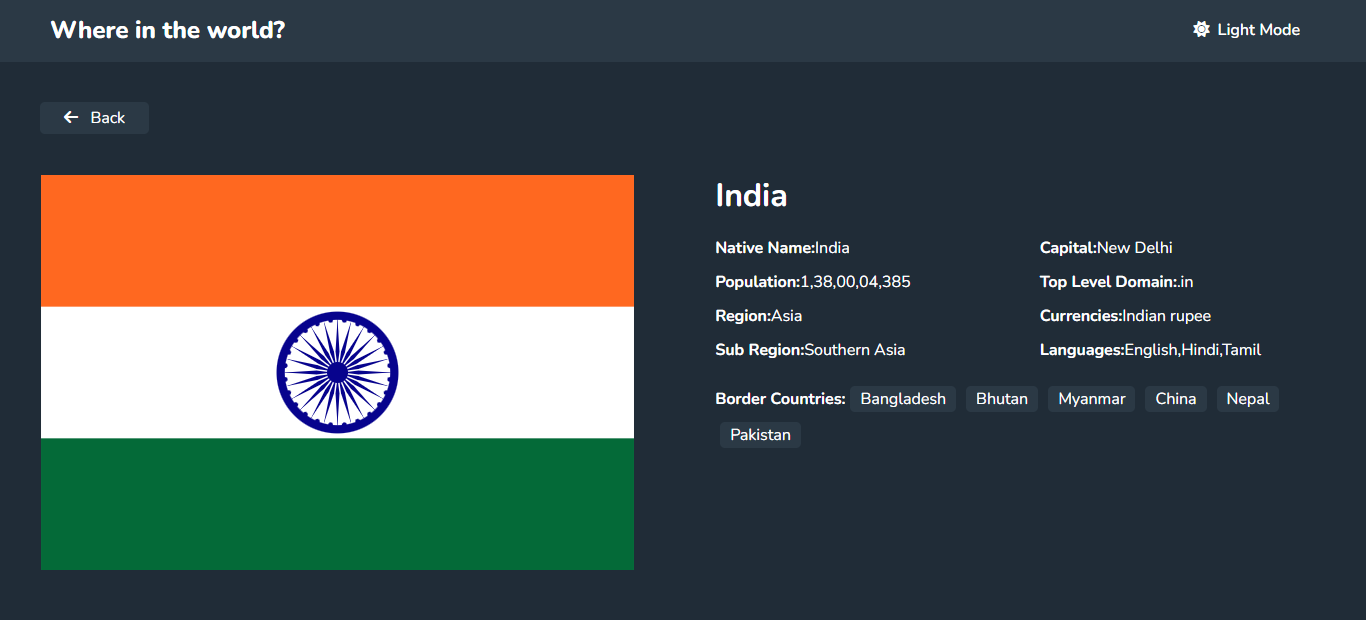 Where in the world?
Light Mode
Back
India
Native Name:India
Population:1,38,00,04,385
Region:Asia
Sub Region:Southern Asia
Capital:New Delhi
Top Level Domain:.in
Currencies:Indian rupee
Languages:English,Hindi,Tamil
Border Countries: Bangladesh Bhutan Myanmar China Nepal
Pakistan